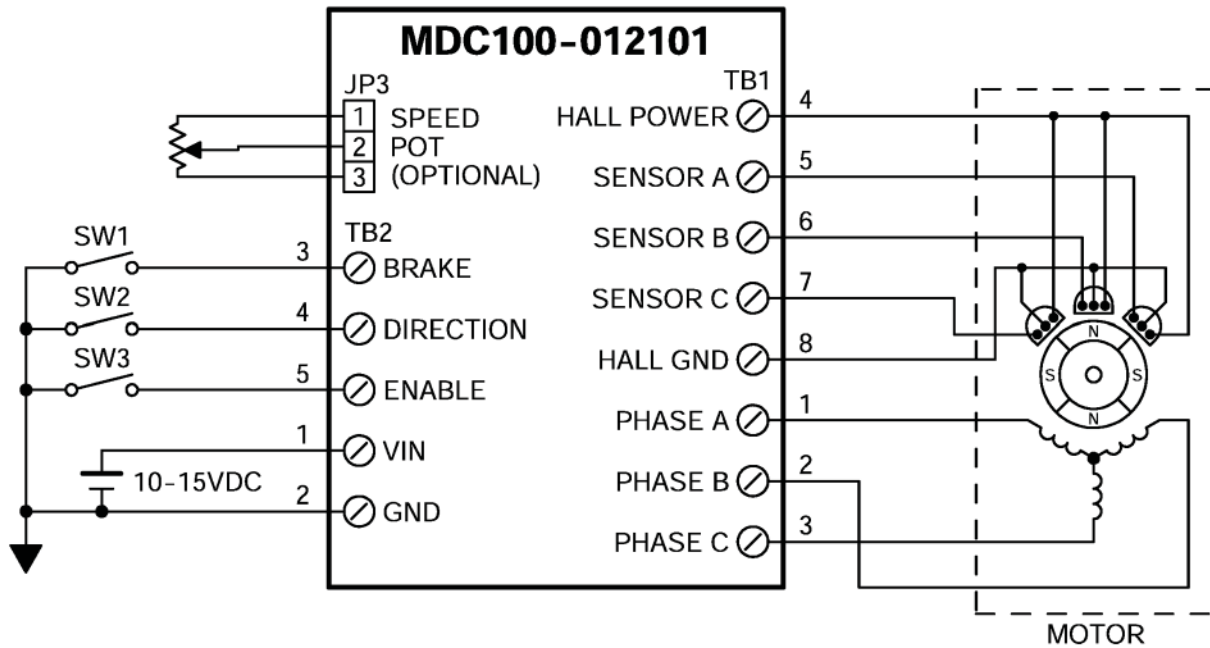 MDC100-012101
JP3
1 SPEED
2 POT
3 (OPTIONAL)
SW1
SW2
SW3
TB2
3 BRAKE
4 DIRECTION
5 ENABLE
1 VIN
10-15VDC
2 GND
TB1
HALL POWER 4
SENSOR A 5
SENSOR B 6
SENSOR C 7
HALL GND 8
PHASE A 1
PHASE B 2
PHASE C 3
N
S S
N
MOTOR